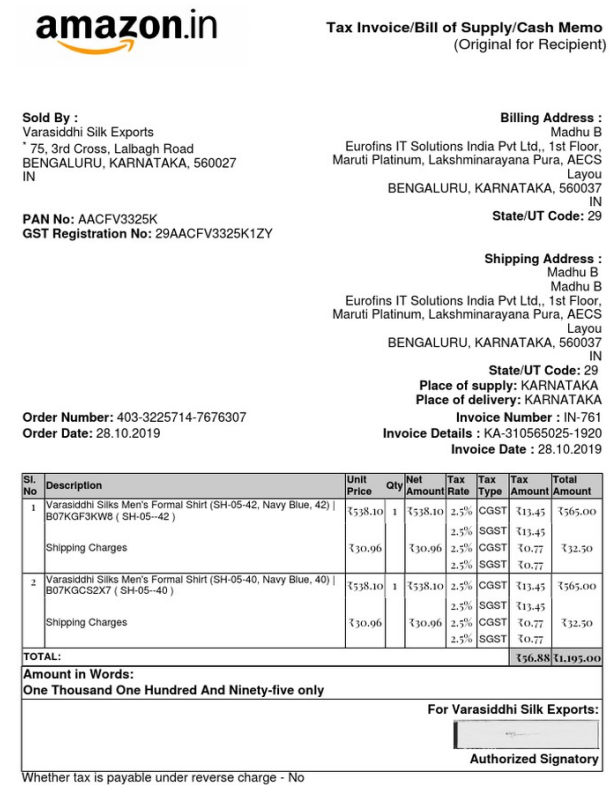 amazon.in
Tax Invoice/Bill of Supply/Cash Memo
(Original for Recipient)
Sold By :
Varasiddhi Silk Exports
* 75, 3rd Cross, Lalbagh Road
BENGALURU, KARNATAKA, 560027
IN
PAN No: AACFV3325K
GST Registration No: 29AACFV3325K1ZY
Billing Address :
Madhu B
Eurofins IT Solutions India Pvt Ltd,, 1st Floor,
Maruti Platinum, Lakshminarayana Pura, AECS
Layou
BENGALURU, KARNATAKA, 560037
IN
State/UT Code: 29
Shipping Address :
Madhu B
Madhu B
Eurofins IT Solutions India Pvt Ltd,, 1st Floor,
Maruti Platinum, Lakshminarayana Pura, AECS
Layou
BENGALURU, KARNATAKA, 560037
IN
State/UT Code: 29
Place of supply: KARNATAKA
Place of delivery: KARNATAKA
Order Number: 403-3225714-7676307
Order Date: 28.10.2019
Invoice Number : IN-761
Invoice Details : KA-310565025-1920
Invoice Date : 28.10.2019
Sl. No Description Unit Price Qty Net Amount Tax Rate Tax Type Tax Amount Total Amount
1 Varasiddhi Silks Men's Formal Shirt (SH-05-42, Navy Blue, 42) | ₹538.10 1 ₹538.10 2.5% CGST ₹13.45 ₹565.00
B07KGF3KW8 ( SH-05--42 )
2.5% SGST ₹13.45
Shipping Charges ₹30.96 ₹30.96 2.5% CGST ₹0.77 ₹32.50
2.5% SGST ₹0.77
2 Varasiddhi Silks Men's Formal Shirt (SH-05-40, Navy Blue, 40) | ₹538.10 1 ₹538.10 2.5% CGST ₹13.45 ₹565.00
B07KGCS2X7 ( SH-05--40 )
2.5% SGST ₹13.45
Shipping Charges ₹30.96 ₹30.96 2.5% CGST ₹0.77 ₹32.50
2.5% SGST ₹0.77
TOTAL: ₹56.88 ₹1,195.00
Amount in Words:
One Thousand One Hundred And Ninety-five only
For Varasiddhi Silk Exports:
Authorized Signatory
Whether tax is payable under reverse charge - No